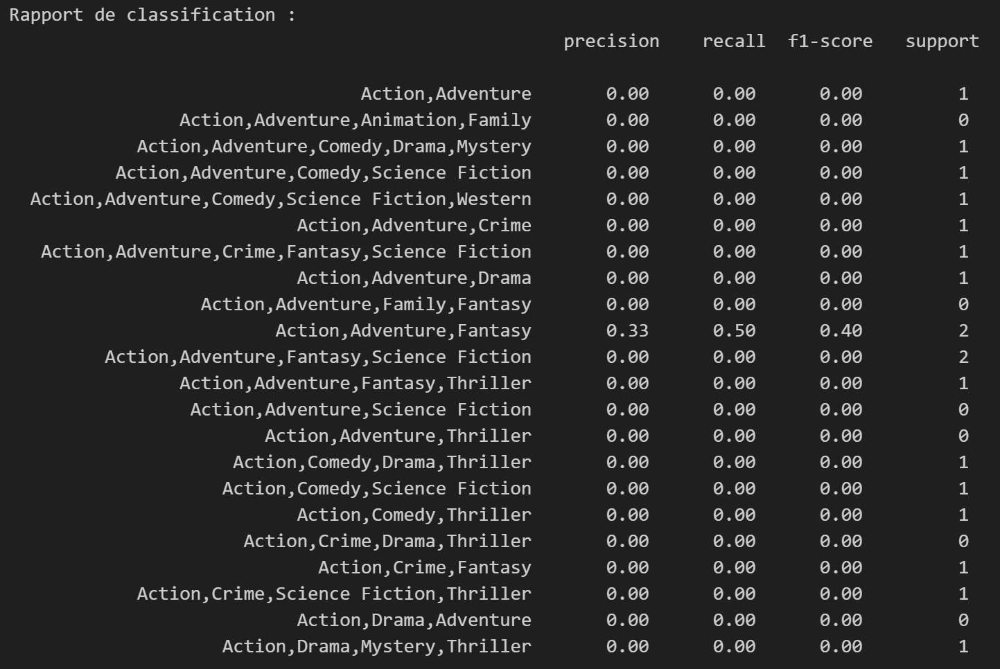 Rapport de classification :
precision recall f1-score support
Action,Adventure 0.00 0.00 0.00 1
Action,Adventure,Animation,Family 0.00 0.00 0.00 0
Action,Adventure,Comedy,Drama,Mystery 0.00 0.00 0.00 1
Action,Adventure,Comedy,Science Fiction 0.00 0.00 0.00 1
Action,Adventure,Comedy,Science Fiction,Western 0.00 0.00 0.00 1
Action,Adventure,Crime 0.00 0.00 0.00 1
Action,Adventure,Crime,Fantasy,Science Fiction 0.00 0.00 0.00 1
Action,Adventure,Drama 0.00 0.00 0.00 1
Action,Adventure,Family,Fantasy 0.00 0.00 0.00 0
Action,Adventure,Fantasy 0.33 0.50 0.40 2
Action,Adventure,Fantasy,Science Fiction 0.00 0.00 0.00 2
Action,Adventure,Fantasy,Thriller 0.00 0.00 0.00 1
Action,Adventure,Science Fiction 0.00 0.00 0.00 0
Action,Adventure,Thriller 0.00 0.00 0.00 0
Action,Comedy,Drama,Thriller 0.00 0.00 0.00 1
Action,Comedy,Science Fiction 0.00 0.00 0.00 1
Action,Comedy,Thriller 0.00 0.00 0.00 1
Action,Crime,Drama,Thriller 0.00 0.00 0.00 0
Action,Crime,Fantasy 0.00 0.00 0.00 1
Action,Crime,Science Fiction,Thriller 0.00 0.00 0.00 1
Action,Drama,Adventure 0.00 0.00 0.00 0
Action,Drama,Mystery,Thriller 0.00 0.00 0.00 1